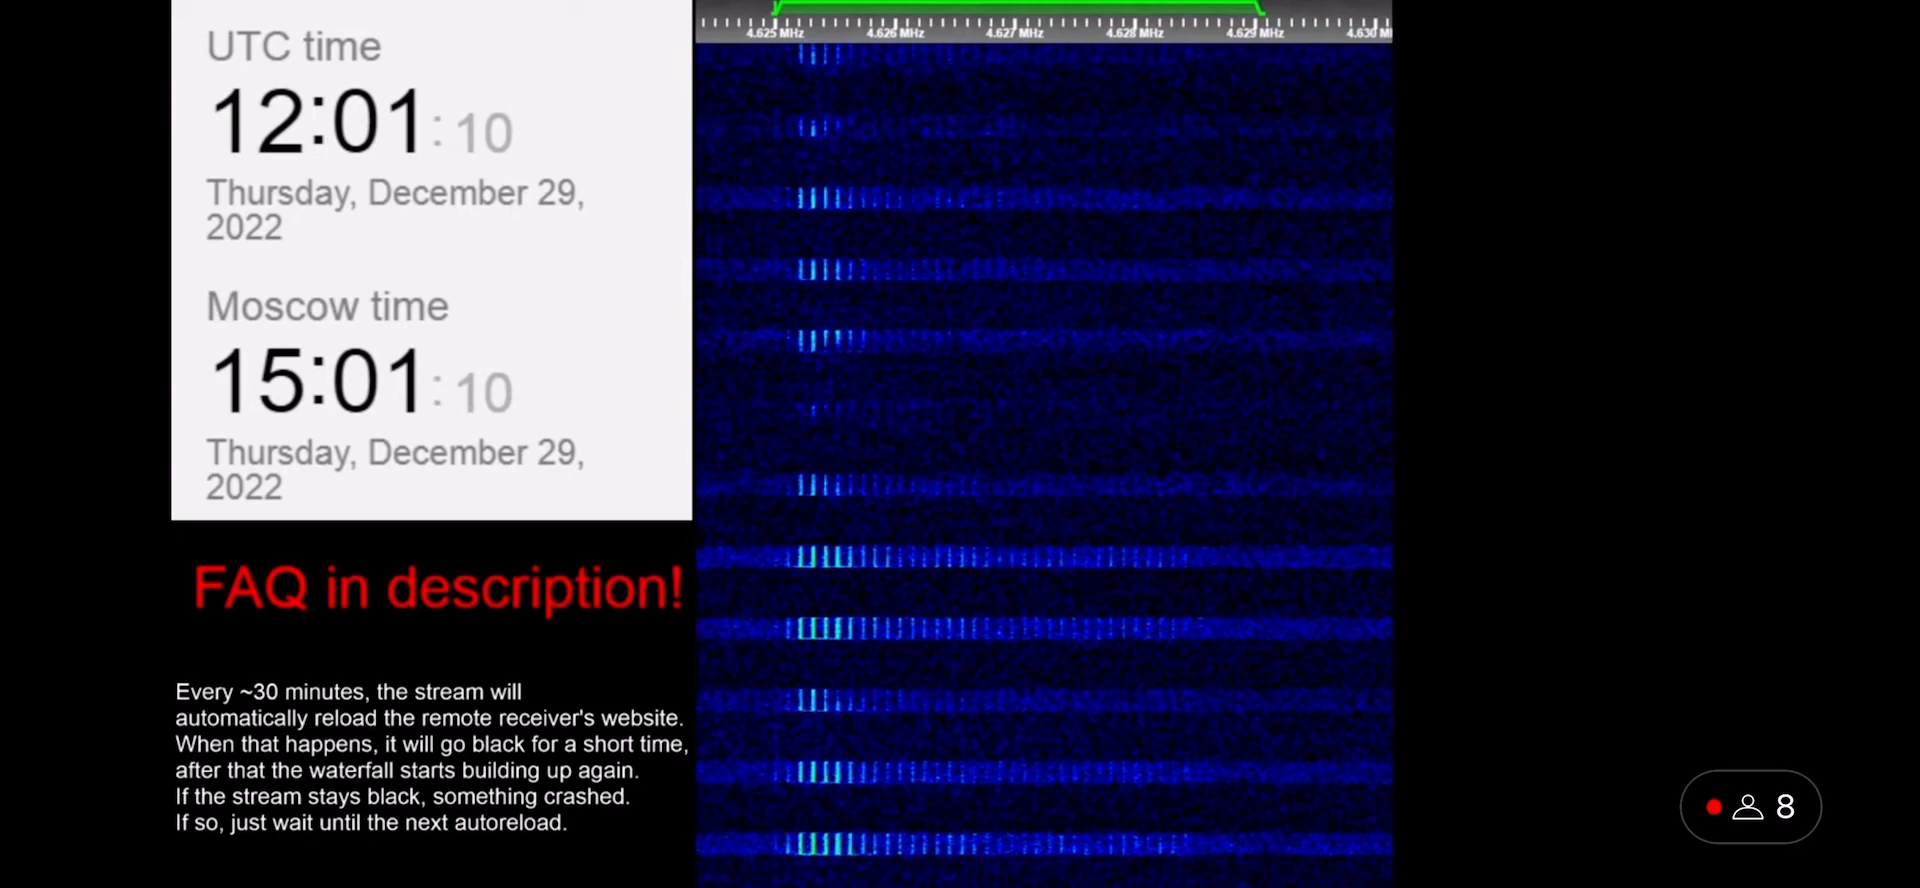 UTC time
12:01:10
Thursday, December 29,
2022
Moscow time
15:01:10
Thursday, December 29,
2022
FAQ in description!
Every ~30 minutes, the stream will
automatically reload the remote receiver's website.
When that happens, it will go black for a short time,
after that the waterfall starts building up again.
If the stream stays black, something crashed.
If so, just wait until the next autoreload.
4.625 MHz 4.626 MHz 4.627 MHz 4.628 MHz 4.629 MHz 4.630 M
8